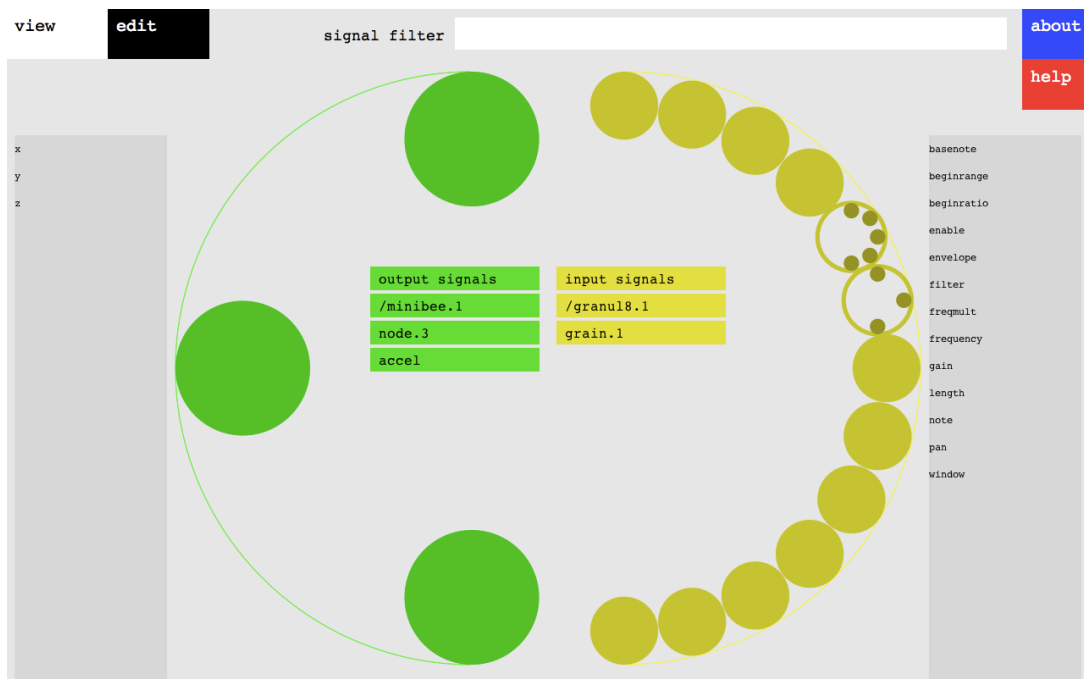 view
edit
signal filter
about
help
x
y
z
output signals
/minibee.1
node.3
accel
input signals
/granul8.1
grain.1
basenote
beginrange
beginratio
enable
envelope
filter
freqmult
frequency
gain
length
note
pan
window